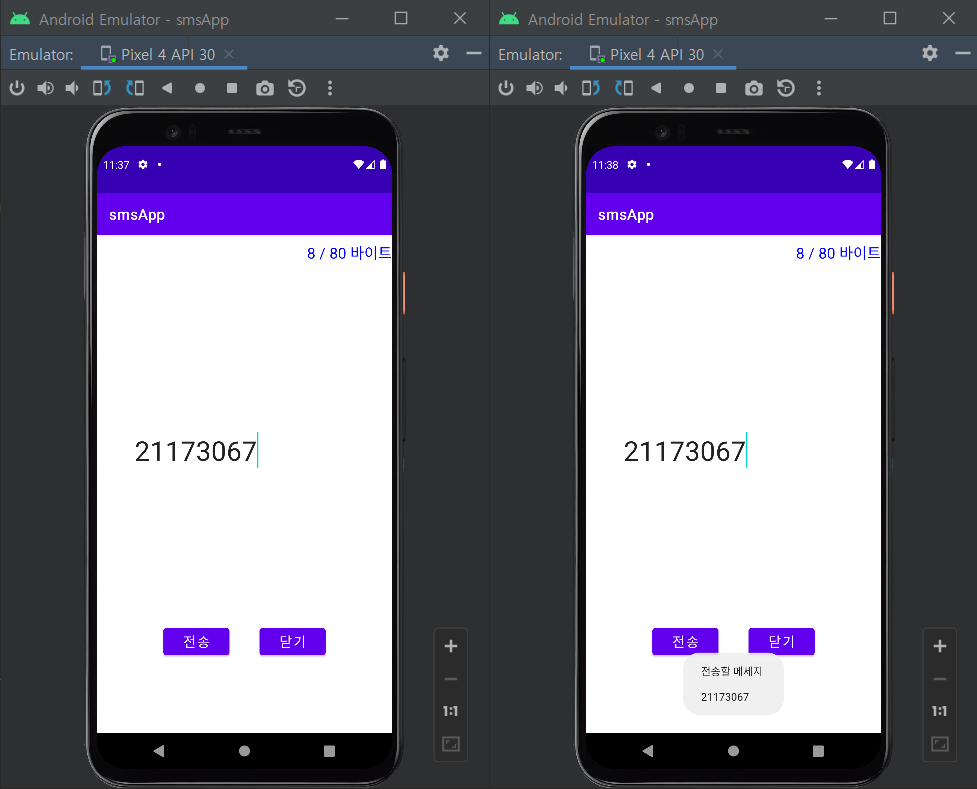 Android Emulator - smsApp
Emulator: Pixel 4 API 30
11:37
smsApp
8 / 80 바이트
21173067
전송 닫기
1:1
Android Emulator - smsApp
Emulator: Pixel 4 API 30
11:38
smsApp
8 / 80 바이트
21173067
전송 닫기
전송할 메세지
21173067
1:1